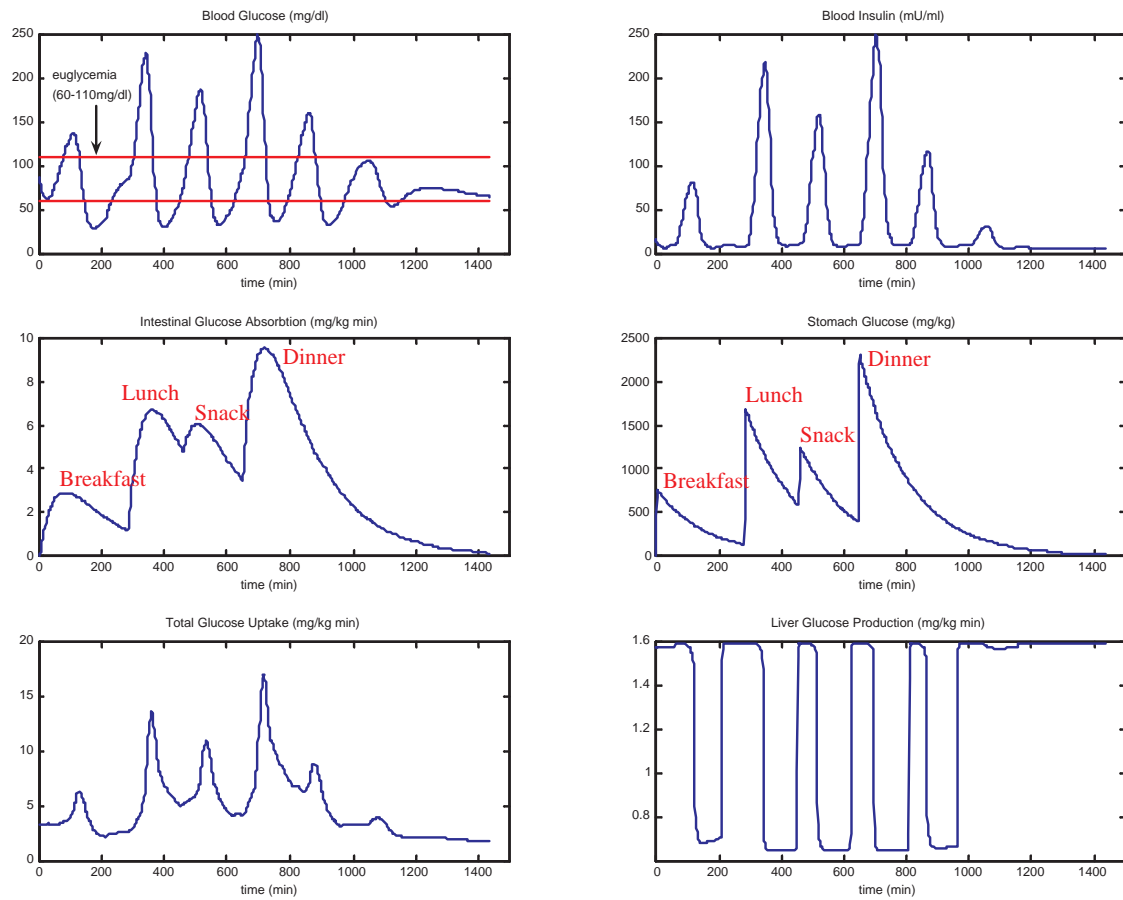 Blood Glucose (mg/dl)
250
200
150
100
50
0
euglycemia
(60-110mg/dl)
0 200 400 600 800 1000 1200 1400
time (min)
Blood Insulin (mU/ml)
250
200
150
100
50
0
0 200 400 600 800 1000 1200 1400
time (min)
Intestinal Glucose Absorbtion (mg/kg min)
10
8
6
4
2
0
Dinner
Lunch
Snack
Breakfast
0 200 400 600 800 1000 1200 1400
time (min)
Stomach Glucose (mg/kg)
2500
2000
1500
1000
500
0
Dinner
Lunch
Snack
Breakfast
0 200 400 600 800 1000 1200 1400
time (min)
Total Glucose Uptake (mg/kg min)
20
15
10
5
0
0 200 400 600 800 1000 1200 1400
time (min)
Liver Glucose Production (mg/kg min)
1.6
1.4
1.2
1
0.8
0 200 400 600 800 1000 1200 1400
time (min)